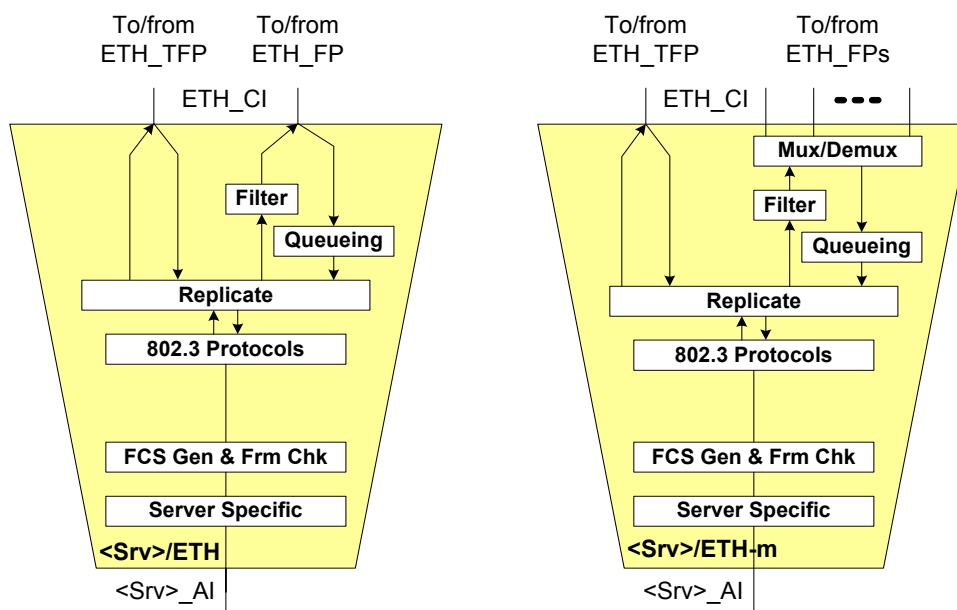 To/from
ETH_TFP
To/from
ETH_FP
ETH_CI
Filter
Queueing
Replicate
802.3 Protocols
FCS Gen & Frm Chk
Server Specific
<Srv>/ETH
<Srv>_AI
To/from
ETH_TFP
To/from
ETH_FPs
ETH_CI
Mux/Demux
Filter
Queueing
Replicate
802.3 Protocols
FCS Gen & Frm Chk
Server Specific
<Srv>/ETH-m
<Srv>_AI